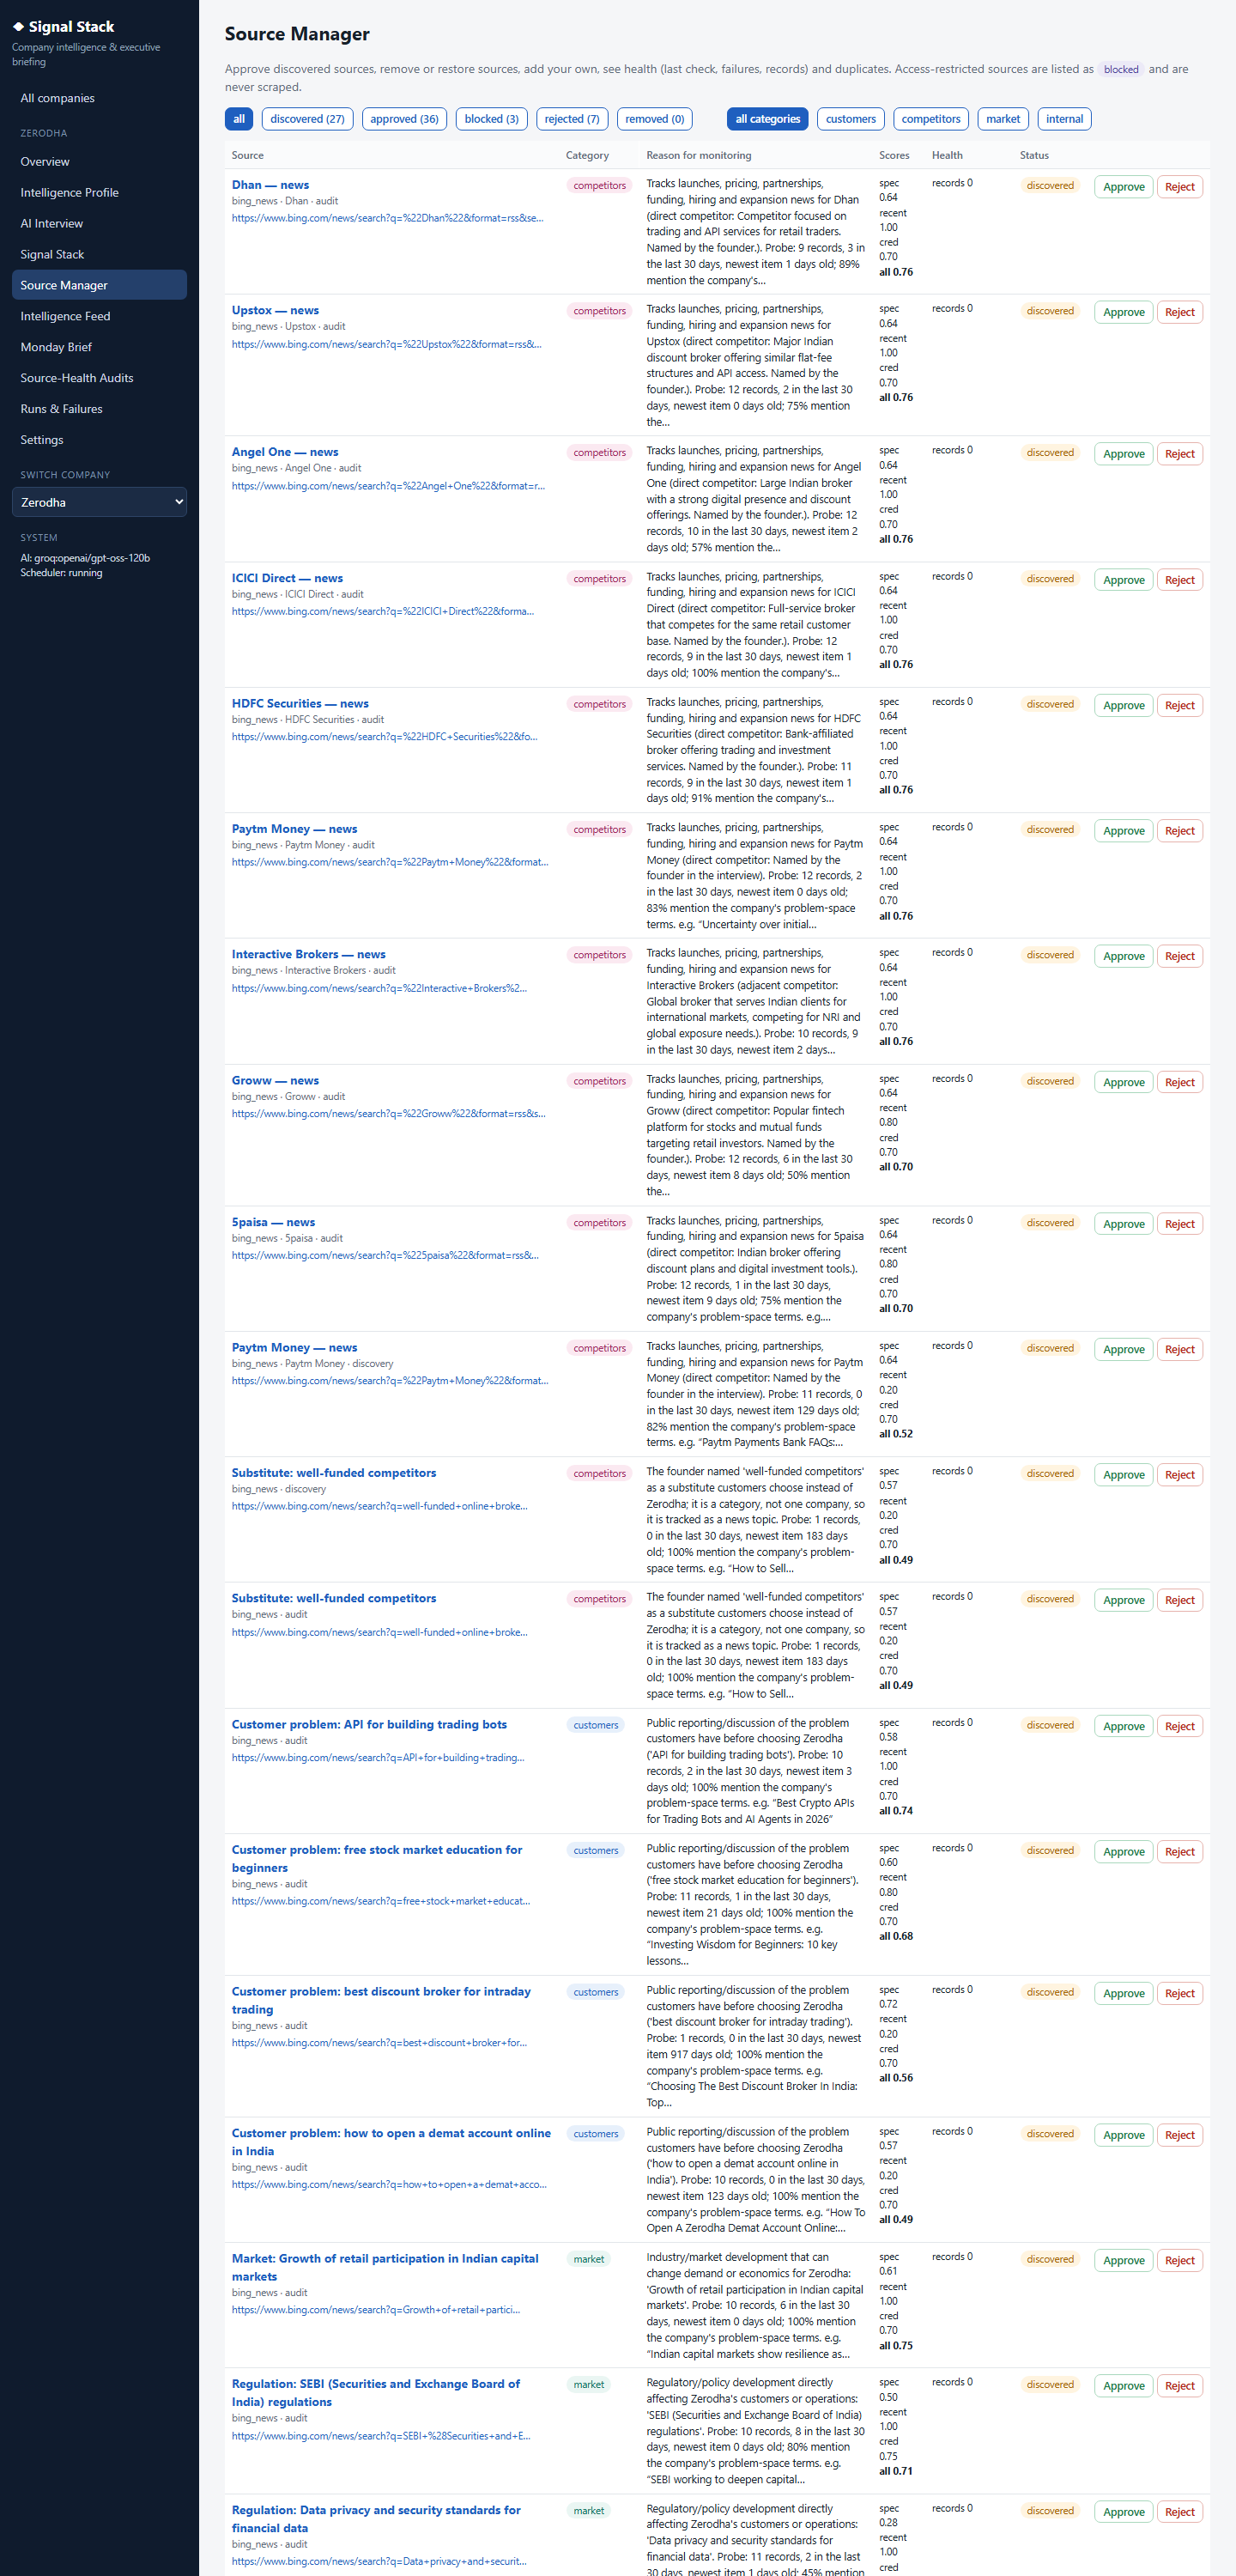 ◆ Signal Stack
Company intelligence & executive
briefing
All companies
ZERODHA
Overview
Intelligence Profile
AI Interview
Signal Stack
Source Manager
Intelligence Feed
Monday Brief
Source-Health Audits
Runs & Failures
Settings
SWITCH COMPANY
Zerodha
SYSTEM
AI: groq:openai/gpt-oss-120b
Scheduler: running
Source Manager
Approve discovered sources, remove or restore sources, add your own, see health (last check, failures, records) and duplicates. Access-restricted sources are listed as blocked and are
never scraped.
all discovered (27) approved (36) blocked (3) rejected (7) removed (0) all categories customers competitors market internal
Source Category Reason for monitoring Scores Health Status
Dhan — news
bing_news · Dhan · audit
https://www.bing.com/news/search?q=%22Dhan%22&format=rss&se...
competitors
Tracks launches, pricing, partnerships,
funding, hiring and expansion news for Dhan
(direct competitor: Competitor focused on
trading and API services for retail traders.
Named by the founder.). Probe: 9 records, 3 in
the last 30 days, newest item 1 days old; 89%
mention the company's...
spec
0.64
recent
1.00
cred
0.70
all 0.76
records 0
discovered
Approve Reject
Upstox — news
bing_news · Upstox · audit
https://www.bing.com/news/search?q=%22Upstox%22&format=rss&...
competitors
Tracks launches, pricing, partnerships,
funding, hiring and expansion news for
Upstox (direct competitor: Major Indian
discount broker offering similar flat-fee
structures and API access. Named by the
founder.). Probe: 12 records, 2 in the last 30
days, newest item 0 days old; 75% mention
the...
spec
0.64
recent
1.00
cred
0.70
all 0.76
records 0
discovered
Approve Reject
Angel One — news
bing_news · Angel One · audit
https://www.bing.com/news/search?q=%22Angel+One%22&format=r...
competitors
Tracks launches, pricing, partnerships,
funding, hiring and expansion news for Angel
One (direct competitor: Large Indian broker
with a strong digital presence and discount
offerings. Named by the founder.). Probe: 12
records, 10 in the last 30 days, newest item 2
days old; 57% mention the...
spec
0.64
recent
1.00
cred
0.70
all 0.76
records 0
discovered
Approve Reject
ICICI Direct — news
bing_news · ICICI Direct · audit
https://www.bing.com/news/search?q=%22ICICI+Direct%22&forma...
competitors
Tracks launches, pricing, partnerships,
funding, hiring and expansion news for ICICI
Direct (direct competitor: Full-service broker
that competes for the same retail customer
base. Named by the founder.). Probe: 12
records, 9 in the last 30 days, newest item 1
days old; 100% mention the company's...
spec
0.64
recent
1.00
cred
0.70
all 0.76
records 0
discovered
Approve Reject
HDFC Securities — news
bing_news · HDFC Securities · audit
https://www.bing.com/news/search?q=%22HDFC+Securities%22&fo...
competitors
Tracks launches, pricing, partnerships,
funding, hiring and expansion news for HDFC
Securities (direct competitor: Bank-affiliated
broker offering trading and investment
services. Named by the founder.). Probe: 11
records, 9 in the last 30 days, newest item 1
days old; 91% mention the company's...
spec
0.64
recent
1.00
cred
0.70
all 0.76
records 0
discovered
Approve Reject
Paytm Money — news
bing_news · Paytm Money · audit
https://www.bing.com/news/search?q=%22Paytm+Money%22&format...
competitors
Tracks launches, pricing, partnerships,
funding, hiring and expansion news for Paytm
Money (direct competitor: Named by the
founder in the interview). Probe: 12 records, 2
in the last 30 days, newest item 0 days old;
83% mention the company's problem-space
terms. e.g. “Uncertainty over initial...
spec
0.64
recent
1.00
cred
0.70
all 0.76
records 0
discovered
Approve Reject
Interactive Brokers — news
bing_news · Interactive Brokers · audit
https://www.bing.com/news/search?q=%22Interactive+Brokers%2...
competitors
Tracks launches, pricing, partnerships,
funding, hiring and expansion news for
Interactive Brokers (adjacent competitor:
Global broker that serves Indian clients for
international markets, competing for NRI and
global exposure needs.). Probe: 10 records, 9
in the last 30 days, newest item 2 days...
spec
0.64
recent
1.00
cred
0.70
all 0.76
records 0
discovered
Approve Reject
Groww — news
bing_news · Groww · audit
https://www.bing.com/news/search?q=%22Groww%22&format=rss&s...
competitors
Tracks launches, pricing, partnerships,
funding, hiring and expansion news for
Groww (direct competitor: Popular fintech
platform for stocks and mutual funds
targeting retail investors. Named by the
founder.). Probe: 12 records, 6 in the last 30
days, newest item 8 days old; 50% mention
the...
spec
0.64
recent
0.80
cred
0.70
all 0.70
records 0
discovered
Approve Reject
5paisa — news
bing_news · 5paisa · audit
https://www.bing.com/news/search?q=%225paisa%22&format=rss&...
competitors
Tracks launches, pricing, partnerships,
funding, hiring and expansion news for 5paisa
(direct competitor: Indian broker offering
discount plans and digital investment tools.).
Probe: 12 records, 1 in the last 30 days,
newest item 9 days old; 75% mention the
company's problem-space terms. e.g....
spec
0.64
recent
0.80
cred
0.70
all 0.70
records 0
discovered
Approve Reject
Paytm Money — news
bing_news · Paytm Money · discovery
https://www.bing.com/news/search?q=%22Paytm+Money%22&format...
competitors
Tracks launches, pricing, partnerships,
funding, hiring and expansion news for Paytm
Money (direct competitor: Named by the
founder in the interview). Probe: 11 records, 0
in the last 30 days, newest item 129 days old;
82% mention the company's problem-space
terms. e.g. “Paytm Payments Bank FAQs:...
spec
0.64
recent
0.20
cred
0.70
all 0.52
records 0
discovered
Approve Reject
Substitute: well-funded competitors
bing_news · discovery
https://www.bing.com/news/search?q=well-funded+online+broke...
competitors
The founder named 'well-funded competitors'
as a substitute customers choose instead of
Zerodha; it is a category, not one company, so
it is tracked as a news topic. Probe: 1 records,
0 in the last 30 days, newest item 183 days
old; 100% mention the company's problem-
space terms. e.g. “How to Sell...
spec
0.57
recent
0.20
cred
0.70
all 0.49
records 0
discovered
Approve Reject
Substitute: well-funded competitors
bing_news · audit
https://www.bing.com/news/search?q=well-funded+online+broke...
competitors
The founder named 'well-funded competitors'
as a substitute customers choose instead of
Zerodha; it is a category, not one company, so
it is tracked as a news topic. Probe: 1 records,
0 in the last 30 days, newest item 183 days
old; 100% mention the company's problem-
space terms. e.g. “How to Sell...
spec
0.57
recent
0.20
cred
0.70
all 0.49
records 0
discovered
Approve Reject
Customer problem: API for building trading bots
bing_news · audit
https://www.bing.com/news/search?q=API+for+building+trading...
customers
Public reporting/discussion of the problem
customers have before choosing Zerodha
('API for building trading bots'). Probe: 10
records, 2 in the last 30 days, newest item 3
days old; 100% mention the company's
problem-space terms. e.g. “Best Crypto APIs
for Trading Bots and AI Agents in 2026”
spec
0.58
recent
1.00
cred
0.70
all 0.74
records 0
discovered
Approve Reject
Customer problem: free stock market education for
beginners
bing_news · audit
https://www.bing.com/news/search?q=free+stock+market+educat...
customers
Public reporting/discussion of the problem
customers have before choosing Zerodha
('free stock market education for beginners').
Probe: 11 records, 1 in the last 30 days,
newest item 21 days old; 100% mention the
company's problem-space terms. e.g.
“Investing Wisdom for Beginners: 10 key
lessons...
spec
0.60
recent
0.80
cred
0.70
all 0.68
records 0
discovered
Approve Reject
Customer problem: best discount broker for intraday
trading
bing_news · audit
https://www.bing.com/news/search?q=best+discount+broker+for...
customers
Public reporting/discussion of the problem
customers have before choosing Zerodha
('best discount broker for intraday trading').
Probe: 1 records, 0 in the last 30 days, newest
item 917 days old; 100% mention the
company's problem-space terms. e.g.
“Choosing The Best Discount Broker In India:
Top...
spec
0.72
recent
0.20
cred
0.70
all 0.56
records 0
discovered
Approve Reject
Customer problem: how to open a demat account online
in India
bing_news · audit
https://www.bing.com/news/search?q=how+to+open+a+demat+acco...
customers
Public reporting/discussion of the problem
customers have before choosing Zerodha
('how to open a demat account online in
India'). Probe: 10 records, 0 in the last 30 days,
newest item 123 days old; 100% mention the
company's problem-space terms. e.g. “How To
Open A Zerodha Demat Account Online:...
spec
0.57
recent
0.20
cred
0.70
all 0.49
records 0
discovered
Approve Reject
Market: Growth of retail participation in Indian capital
markets
bing_news · audit
https://www.bing.com/news/search?q=Growth+of+retail+partici...
market
Industry/market development that can
change demand or economics for Zerodha:
'Growth of retail participation in Indian capital
markets'. Probe: 10 records, 6 in the last 30
days, newest item 0 days old; 100% mention
the company's problem-space terms. e.g.
“Indian capital markets show resilience as...
spec
0.61
recent
1.00
cred
0.70
all 0.75
records 0
discovered
Approve Reject
Regulation: SEBI (Securities and Exchange Board of
India) regulations
bing_news · audit
https://www.bing.com/news/search?q=SEBI+%28Securities+and+E...
market
Regulatory/policy development directly
affecting Zerodha's customers or operations:
'SEBI (Securities and Exchange Board of India)
regulations'. Probe: 10 records, 8 in the last 30
days, newest item 0 days old; 80% mention
the company's problem-space terms. e.g.
“SEBI working to deepen capital...
spec
0.50
recent
1.00
cred
0.75
all 0.71
records 0
discovered
Approve Reject
Regulation: Data privacy and security standards for
financial data
bing_news · audit
https://www.bing.com/news/search?q=Data+privacy+and+securit...
market
Regulatory/policy development directly
affecting Zerodha's customers or operations:
'Data privacy and security standards for
financial data'. Probe: 11 records, 2 in the last
30 days, newest item 1 days old; 45% mention
spec
0.28
recent
1.00
cred
records 0
discovered
Approve Reject